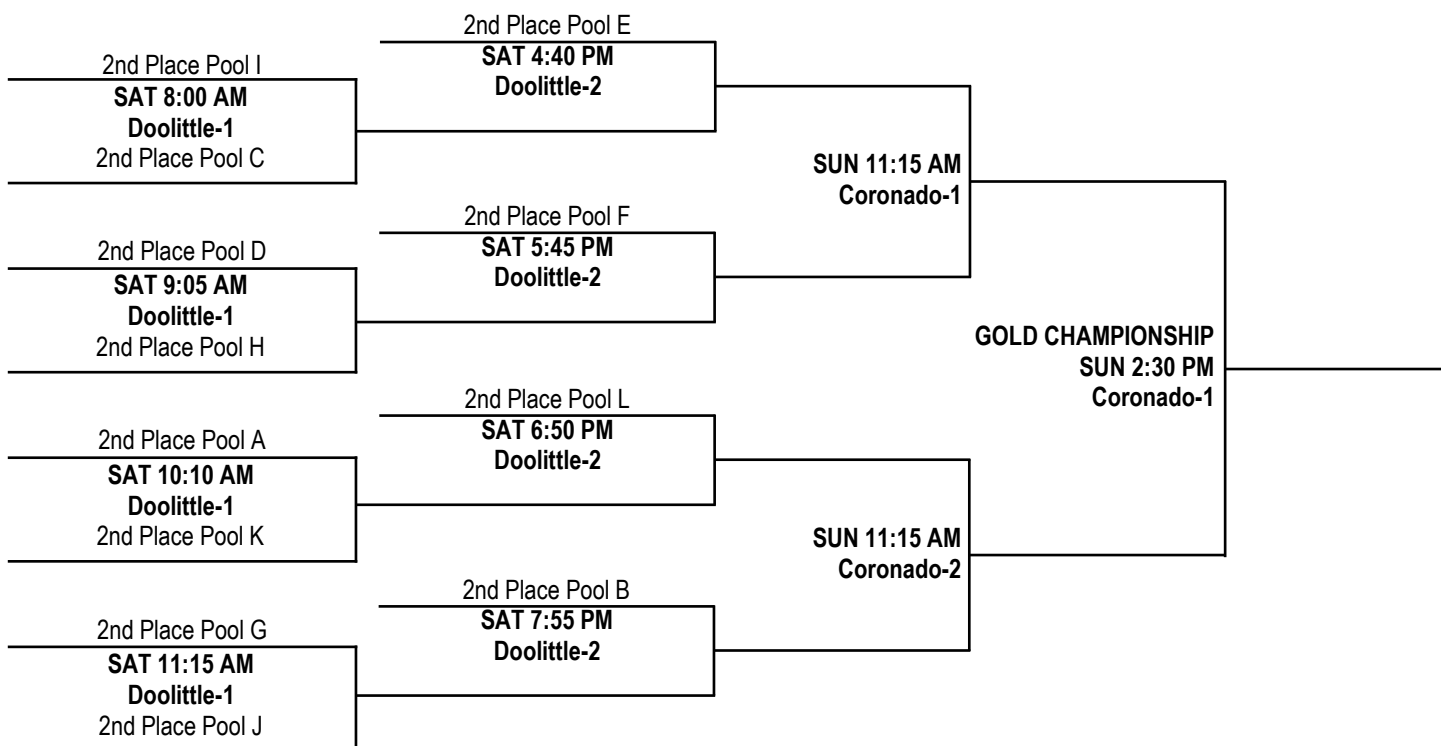 2nd Place Pool E
SAT 4:40 PM
Doolittle-2
2nd Place Pool I
SAT 8:00 AM
Doolittle-1
2nd Place Pool C
SUN 11:15 AM
Coronado-1
2nd Place Pool F
SAT 5:45 PM
Doolittle-2
2nd Place Pool D
SAT 9:05 AM
Doolittle-1
2nd Place Pool H
GOLD CHAMPIONSHIP
SUN 2:30 PM
Coronado-1
2nd Place Pool L
SAT 6:50 PM
Doolittle-2
2nd Place Pool A
SAT 10:10 AM
Doolittle-1
2nd Place Pool K
SUN 11:15 AM
Coronado-2
2nd Place Pool B
SAT 7:55 PM
Doolittle-2
2nd Place Pool G
SAT 11:15 AM
Doolittle-1
2nd Place Pool J